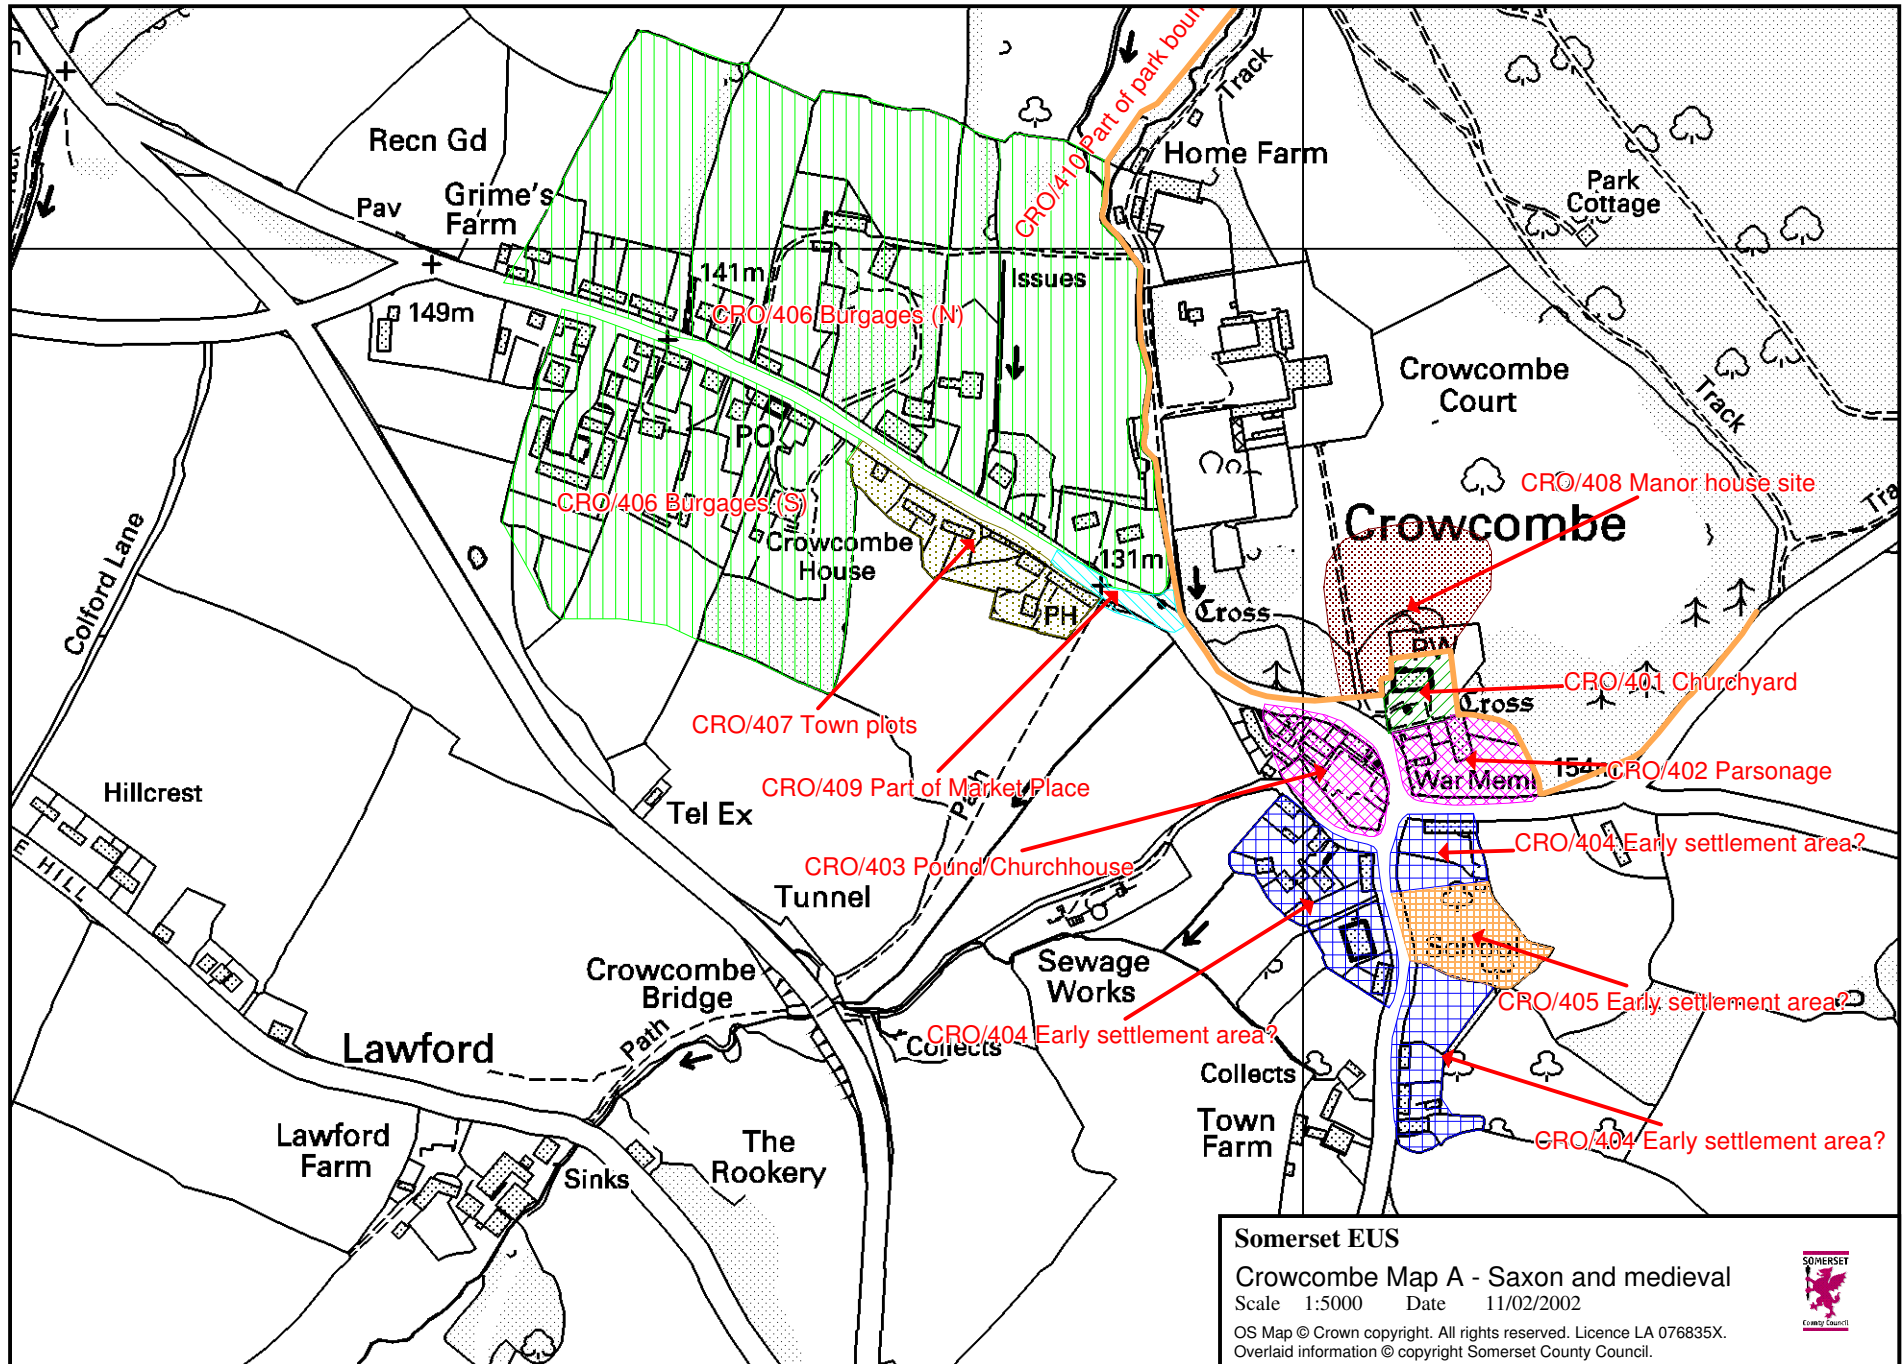 CRO/410 Part of park boun
Track
Recn Gd
Home Farm
Grime's
Farm
Pav
Park
Cottage
141m
Issues
149m
CRO/406 Burgages (N)
Crowcombe
Court
Track
PO
CRO/408 Manor house site
Tra
CRO/406 Burgages (S)
Crowcombe
Crowcombe
House
131m
Colford Lane
PH
Cross
PW
CRO/401 Churchyard
Cross
CRO/407 Town plots
154m
CRO/402 Parsonage
War Meml
CRO/409 Part of Market Place
Path
Hillcrest
Tel Ex
CRO/404 Early settlement area?
E HILL
CRO/403 Pound/Churchhouse
Tunnel
School
Crowcombe
Bridge
Sewage
Works
CRO/405 Early settlement area?
CRO/404 Early settlement area?
Lawford
Path
Collects
Collects
Town
Farm
Lawford
Farm
The
Rookery
CRO/404 Early settlement area?
Sinks
Somerset EUS
Crowcombe Map A - Saxon and medieval
Scale 1:5000 Date 11/02/2002
OS Map © Crown copyright. All rights reserved. Licence LA 076835X.
Overlaid information © copyright Somerset County Council.
SOMERSET
County Council